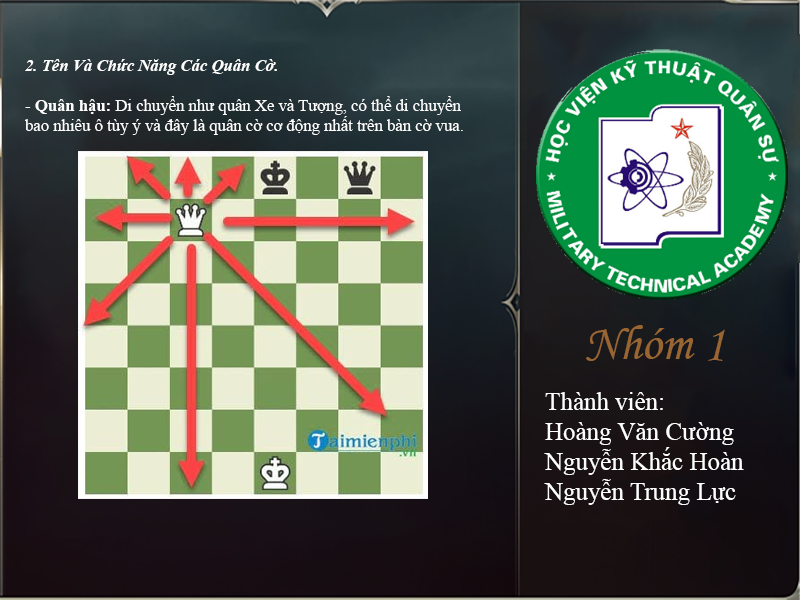 2. Tên Và Chức Năng Các Quân Cờ.
- Quân hậu: Di chuyển như quân Xe và Tượng, có thể di chuyển
bao nhiêu ô tùy ý và đây là quân cờ cơ động nhất trên bàn cờ vua.
Taimienphi
.vn
HỌC VIỆN KỸ THUẬT QUÂN SỰ
MILITARY TECHNICAL ACADEMY
Nhóm 1
Thành viên:
Hoàng Văn Cường
Nguyễn Khắc Hoàn
Nguyễn Trung Lực